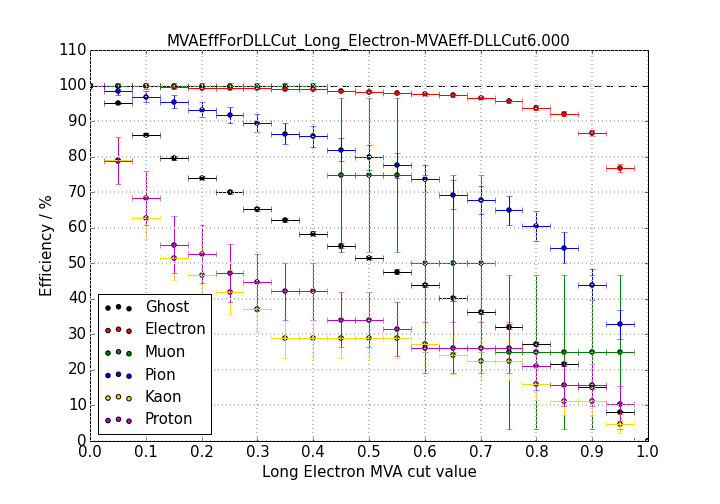 MVAEffForDLLCut_Long_Electron-MVAEff-DLLCut6.000
110
100
90
80
70
60
50
40
30
20
10
0
Efficiency / %
Ghost
Electron
Muon
Pion
Kaon
Proton
0.0 0.1 0.2 0.3 0.4 0.5 0.6 0.7 0.8 0.9 1.0
Long Electron MVA cut value